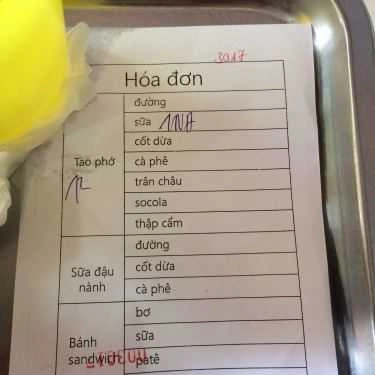 3017
Hóa đơn
Tào phớ
đường
sữa
cốt dừa
cà phê
trân châu
socola
thập cẩm
Sữa đậu
nành
đường
cốt dừa
cà phê
Bánh
sandwich
bơ
sữa
patê